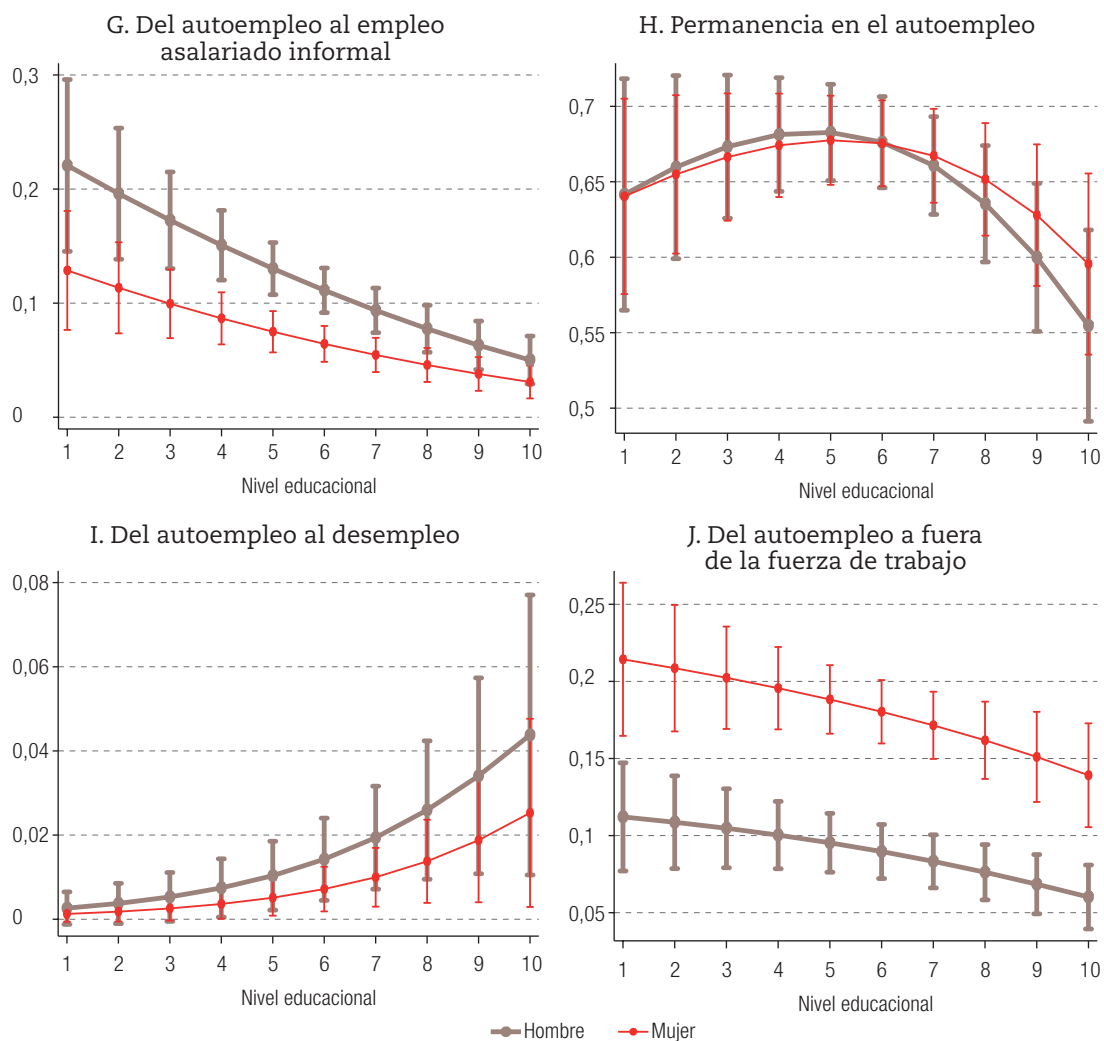 G. Del autoempleo al empleo
asalariado informal
0,3
0,2
0,1
0
1 2 3 4 5 6 7 8 9 10
Nivel educacional
H. Permanencia en el autoempleo
0,7
0,65
0,6
0,55
0,5
1 2 3 4 5 6 7 8 9 10
Nivel educacional
I. Del autoempleo al desempleo
0,08
0,06
0,04
0,02
0
1 2 3 4 5 6 7 8 9 10
Nivel educacional
J. Del autoempleo a fuera
de la fuerza de trabajo
0,25
0,2
0,15
0,1
0,05
1 2 3 4 5 6 7 8 9 10
Nivel educacional
Hombre Mujer